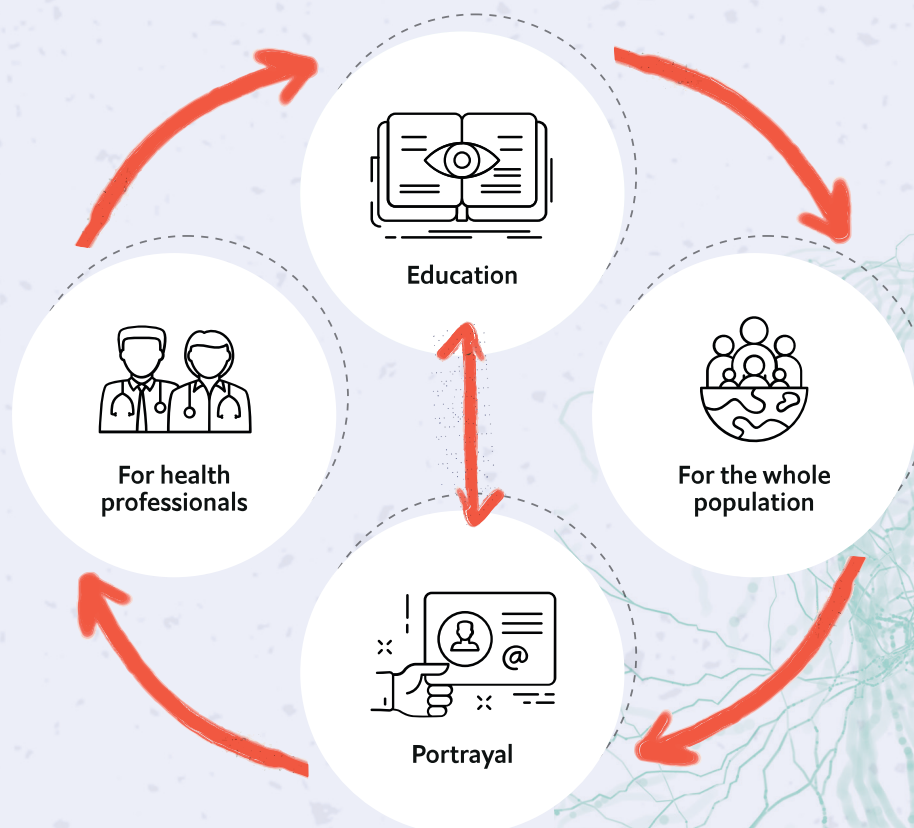 Education
For health
professionals
For the whole
population
@
Portrayal